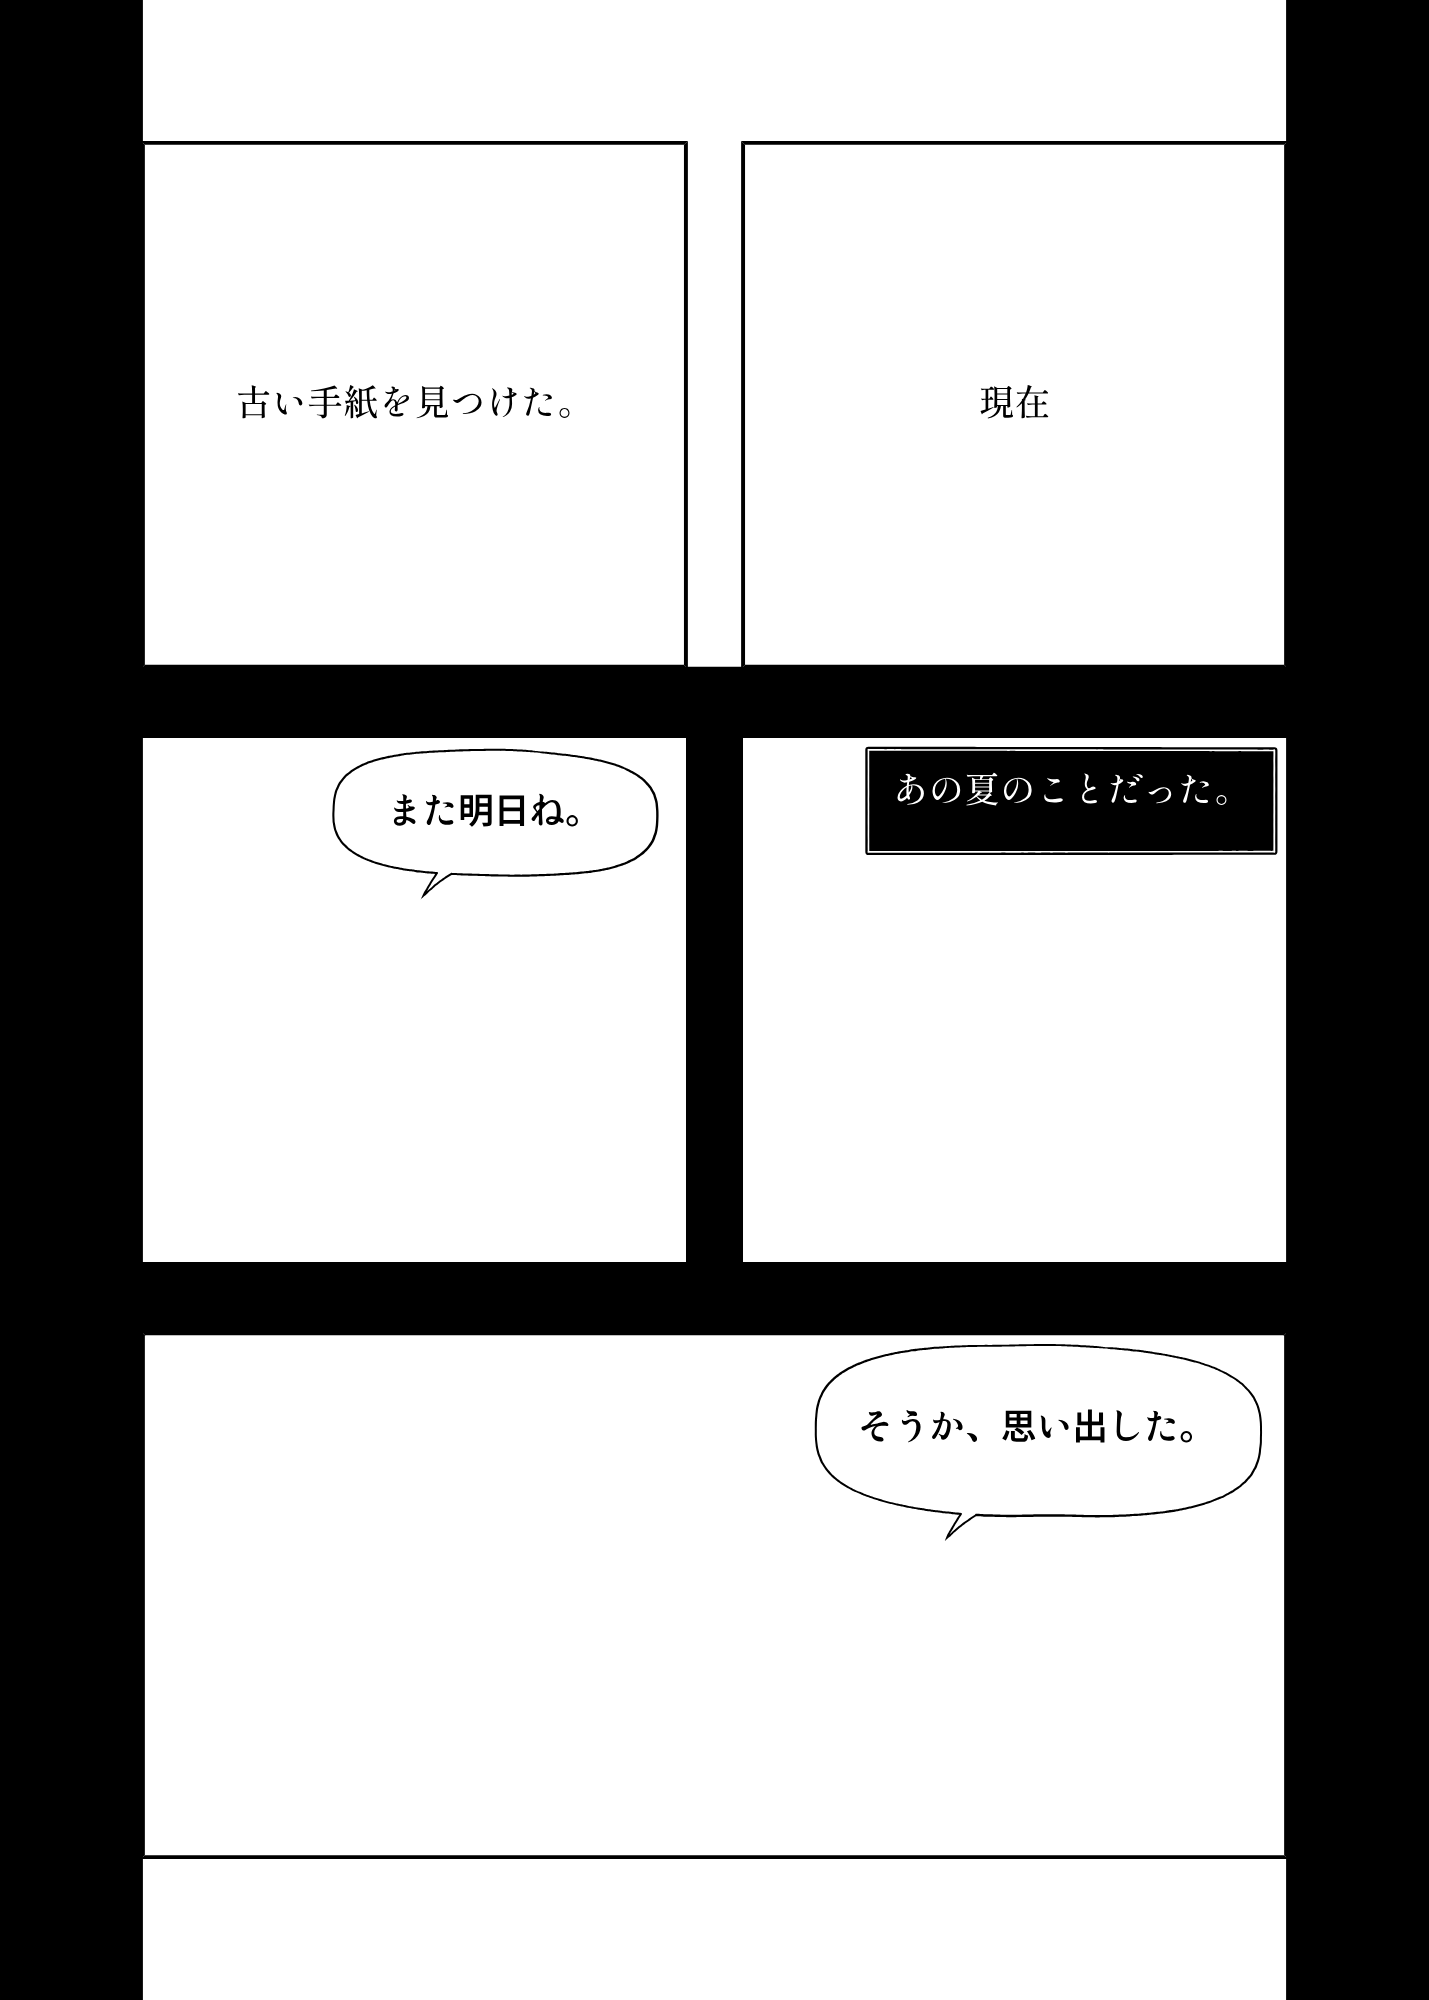 現在
古い手紙を見つけた。
あの夏のことだった。
また明日ね。
そうか、思い出した。